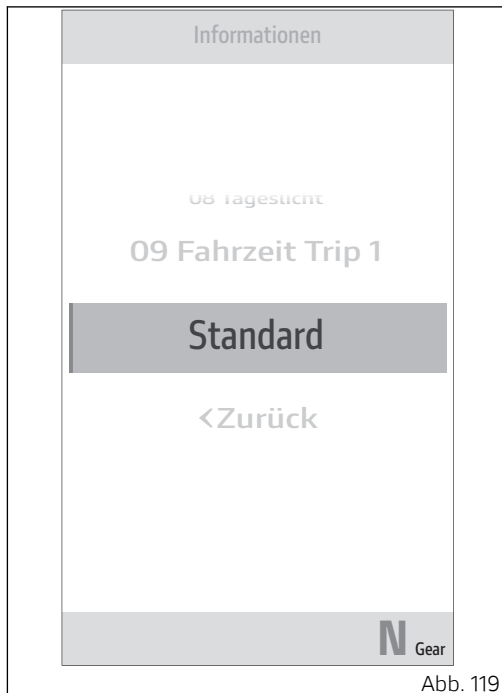 Informationen
08 Tageslicht
09 Fahrzeit Trip 1
Standard
<Zurück
N Gear
Abb. 119